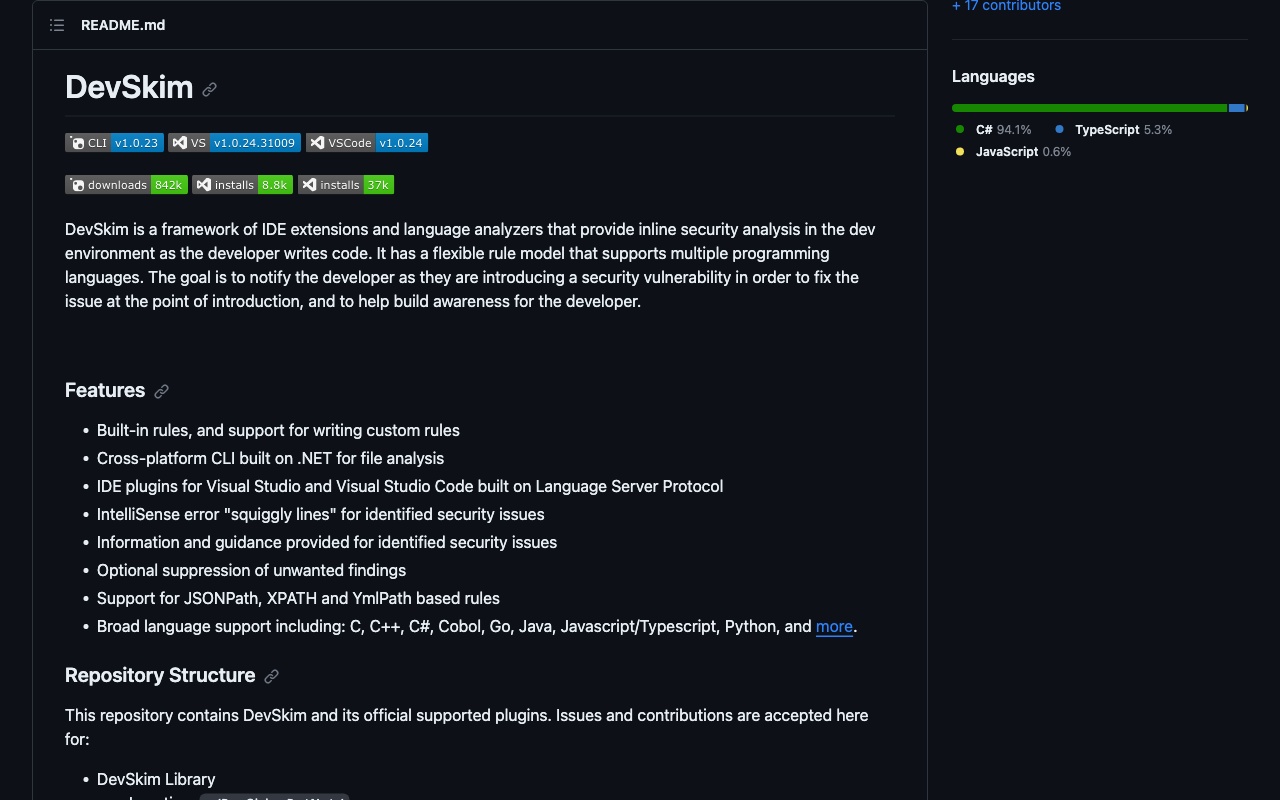 README.md
DevSkim
CLI v1.0.23 VS v1.0.24.31009 VSCode v1.0.24
downloads 842k installs 8.8k installs 37k
DevSkim is a framework of IDE extensions and language analyzers that provide inline security analysis in the dev
environment as the developer writes code. It has a flexible rule model that supports multiple programming
languages. The goal is to notify the developer as they are introducing a security vulnerability in order to fix the
issue at the point of introduction, and to help build awareness for the developer.
Features
• Built-in rules, and support for writing custom rules
• Cross-platform CLI built on .NET for file analysis
• IDE plugins for Visual Studio and Visual Studio Code built on Language Server Protocol
• IntelliSense error "squiggly lines" for identified security issues
• Information and guidance provided for identified security issues
• Optional suppression of unwanted findings
• Support for JSONPath, XPATH and YmlPath based rules
• Broad language support including: C, C++, C#, Cobol, Go, Java, Javascript/Typescript, Python, and more.
Repository Structure
This repository contains DevSkim and its official supported plugins. Issues and contributions are accepted here
for:
• DevSkim Library
+ 17 contributors
Languages
C# 94.1% TypeScript 5.3%
JavaScript 0.6%